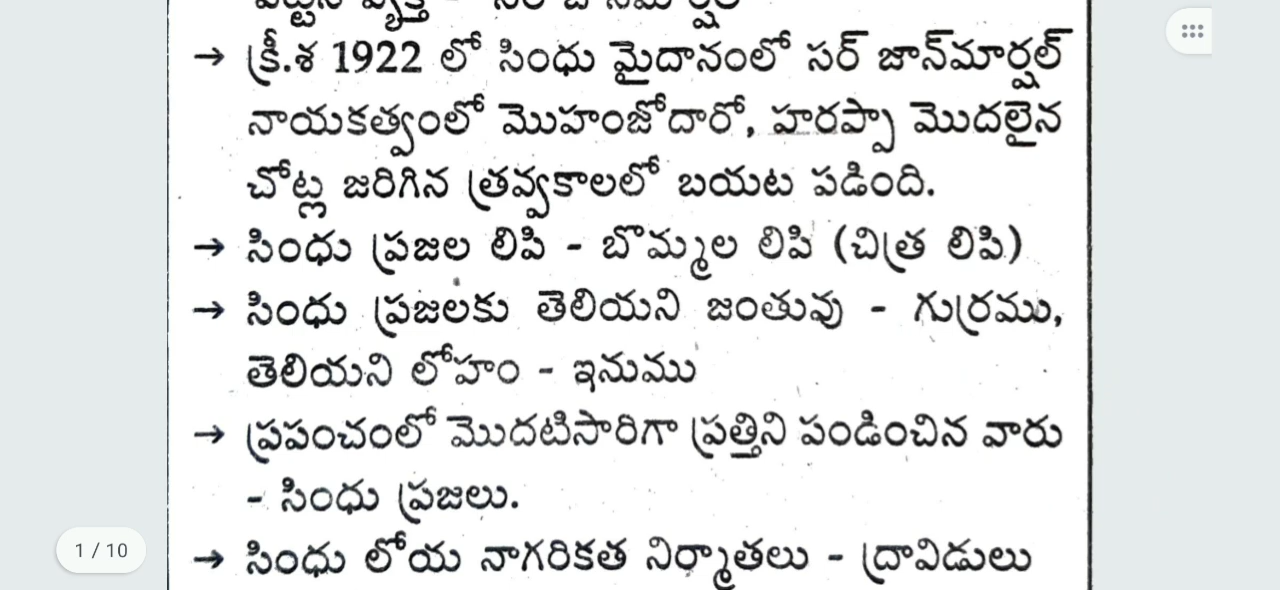 → క్రీ.శ 1922 లో సింధు మైదానంలో సర్ జాన్‌మార్షల్
నాయకత్వంలో మొహంజోదారో, హరప్పా మొదలైన
చోట్ల జరిగిన త్రవ్వకాలలో బయట పడింది.
→ సింధు ప్రజల లిపి - బొమ్మల లిపి (చిత్ర లిపి)
→ సింధు ప్రజలకు తెలియని జంతువు - గుర్రము,
తెలియని లోహం - ఇనుము
→ ప్రపంచంలో మొదటిసారిగా ప్రత్తిని పండించిన వారు
- సింధు ప్రజలు.
→ సింధు లోయ నాగరికత నిర్మాతలు - ద్రావిడులు
1 / 10